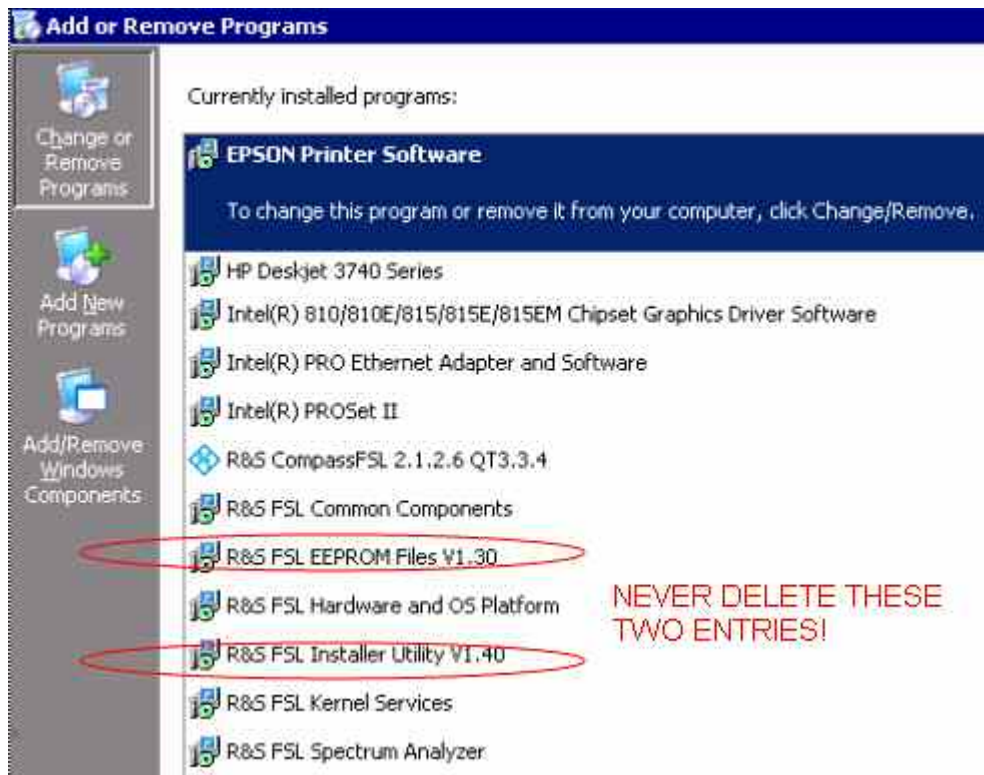 Add or Remove Programs
Change or
Remove
Programs
Add New
Programs
Add/Remove
Windows
Components
Currently installed programs:
EPSON Printer Software
To change this program or remove it from your computer, click Change/Remove.
HP Deskjet 3740 Series
Intel(R) 810/810E/815/815E/815EM Chipset Graphics Driver Software
Intel(R) PRO Ethernet Adapter and Software
Intel(R) PROSet II
R&S CompassFSL 2.1.2.6 QT3.3.4
R&S FSL Common Components
R&S FSL EEPROM Files V1.30
R&S FSL Hardware and OS Platform
R&S FSL Installer Utility V1.40
R&S FSL Kernel Services
R&S FSL Spectrum Analyzer
NEVER DELETE THESE
TWO ENTRIES!